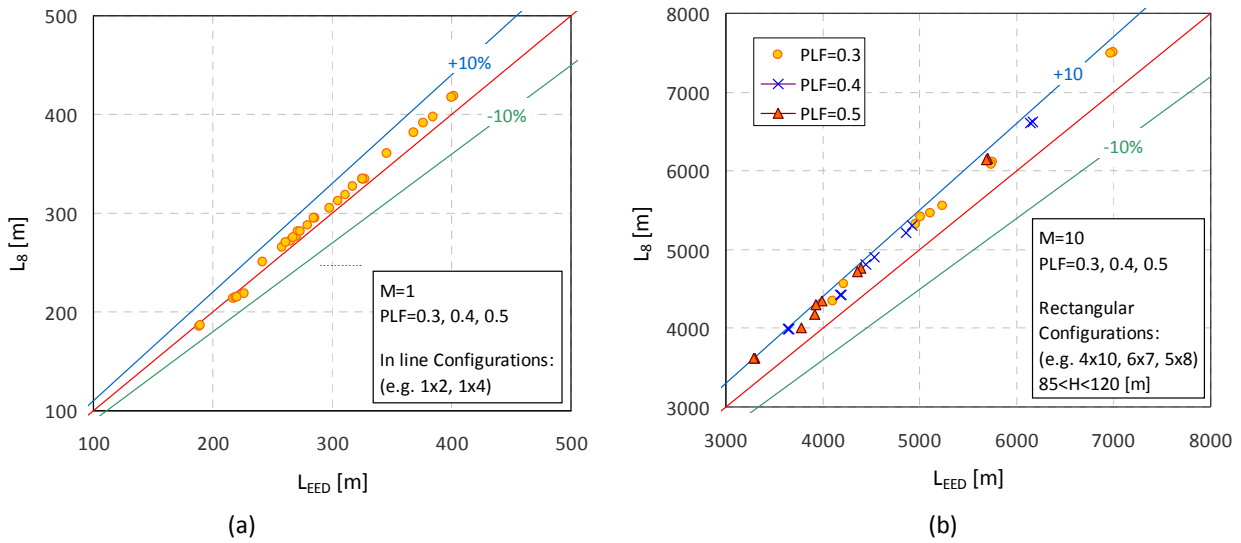 500
400
300
200
100
100
200
300
400
500
L8 [m]
LEED [m]
+10%
-10%
M=1
PLF=0.3, 0.4, 0.5
In line Configurations:
(e.g. 1x2, 1x4)
(a)
8000
7000
6000
5000
4000
3000
3000
4000
5000
6000
7000
8000
L8 [m]
LEED [m]
PLF=0.3
PLF=0.4
PLF=0.5
+10
-10%
M=10
PLF=0.3, 0.4, 0.5
Rectangular
Configurations:
(e.g. 4x10, 6x7, 5x8)
85<H<120 [m]
(b)